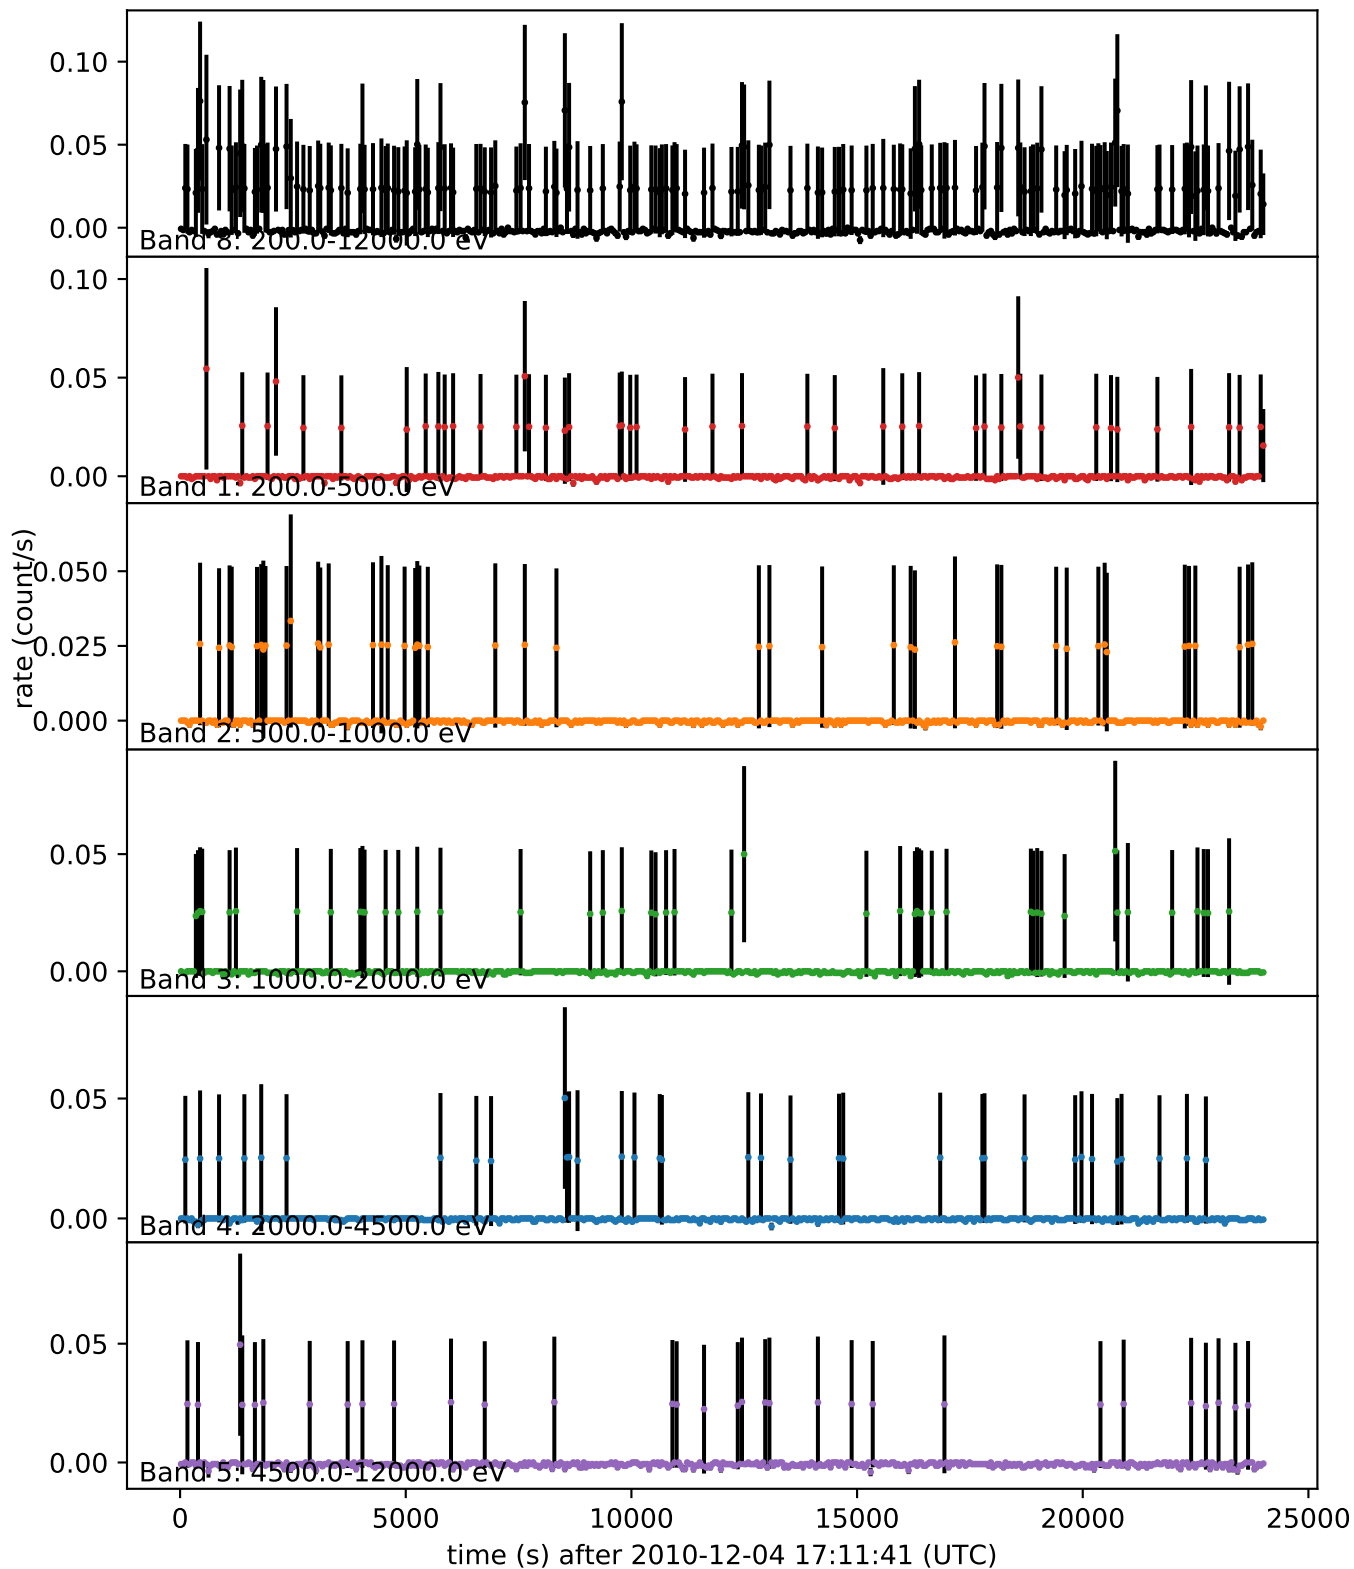 0.10
0.05
0.00
Band 8: 200.0-12000.0 eV
0.10
0.05
0.00
Band 1: 200.0-500.0 eV
rate (count/s)
0.050
0.025
0.000
Band 2: 500.0-1000.0 eV
0.05
0.00
Band 3: 1000.0-2000.0 eV
0.05
0.00
Band 4: 2000.0-4500.0 eV
0.05
0.00
Band 5: 4500.0-12000.0 eV
0 5000 10000 15000 20000 25000
time (s) after 2010-12-04 17:11:41 (UTC)